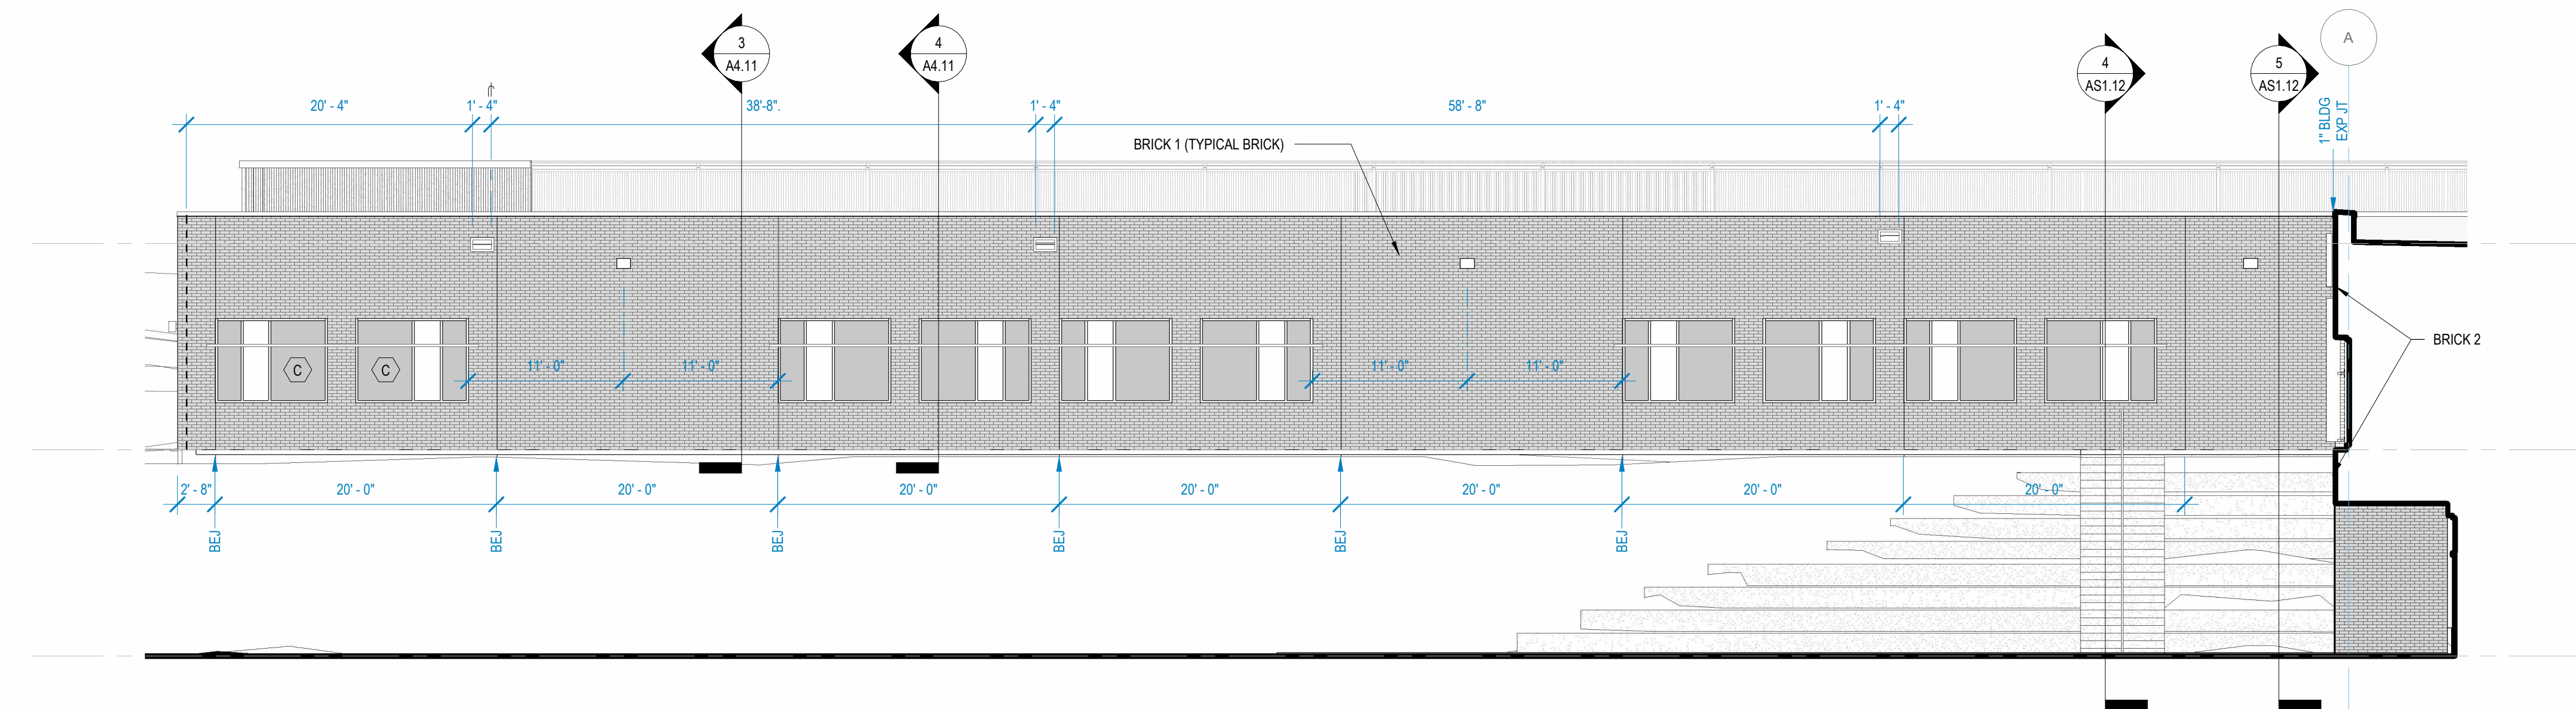 3
A4.11
4
A4.11
4
AS1.12
5
AS1.12
A
20' - 4"
1' - 4"
38'-8".
1' - 4"
58' - 8"
1' - 4"
1" BLDG
EXP JT
BRICK 1 (TYPICAL BRICK)
BRICK 2
C
C
11' - 0"
11' - 0"
11' - 0"
11' - 0"
2' - 8"
20' - 0"
20' - 0"
20' - 0"
20' - 0"
20' - 0"
20' - 0"
20' - 0"
BEJ
BEJ
BEJ
BEJ
BEJ
BEJ